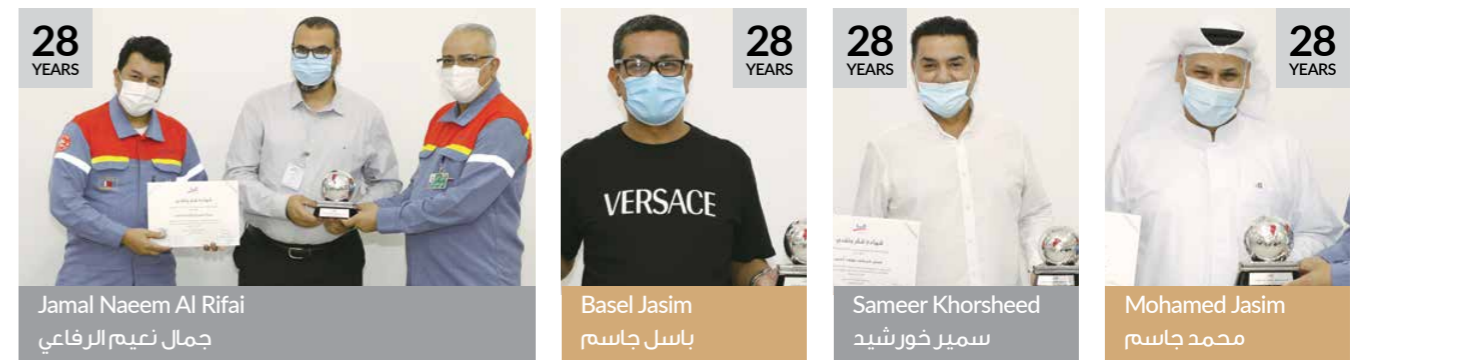 28
YEARS
Jamal Naeem Al Rifai
جمال نعيم الرفاعي
28
YEARS
VERSACE
Basel Jasim
باسل جاسم
28
YEARS
Sameer Khorsheed
سمير خورشيد
28
YEARS
Mohamed Jasim
محمد جاسم